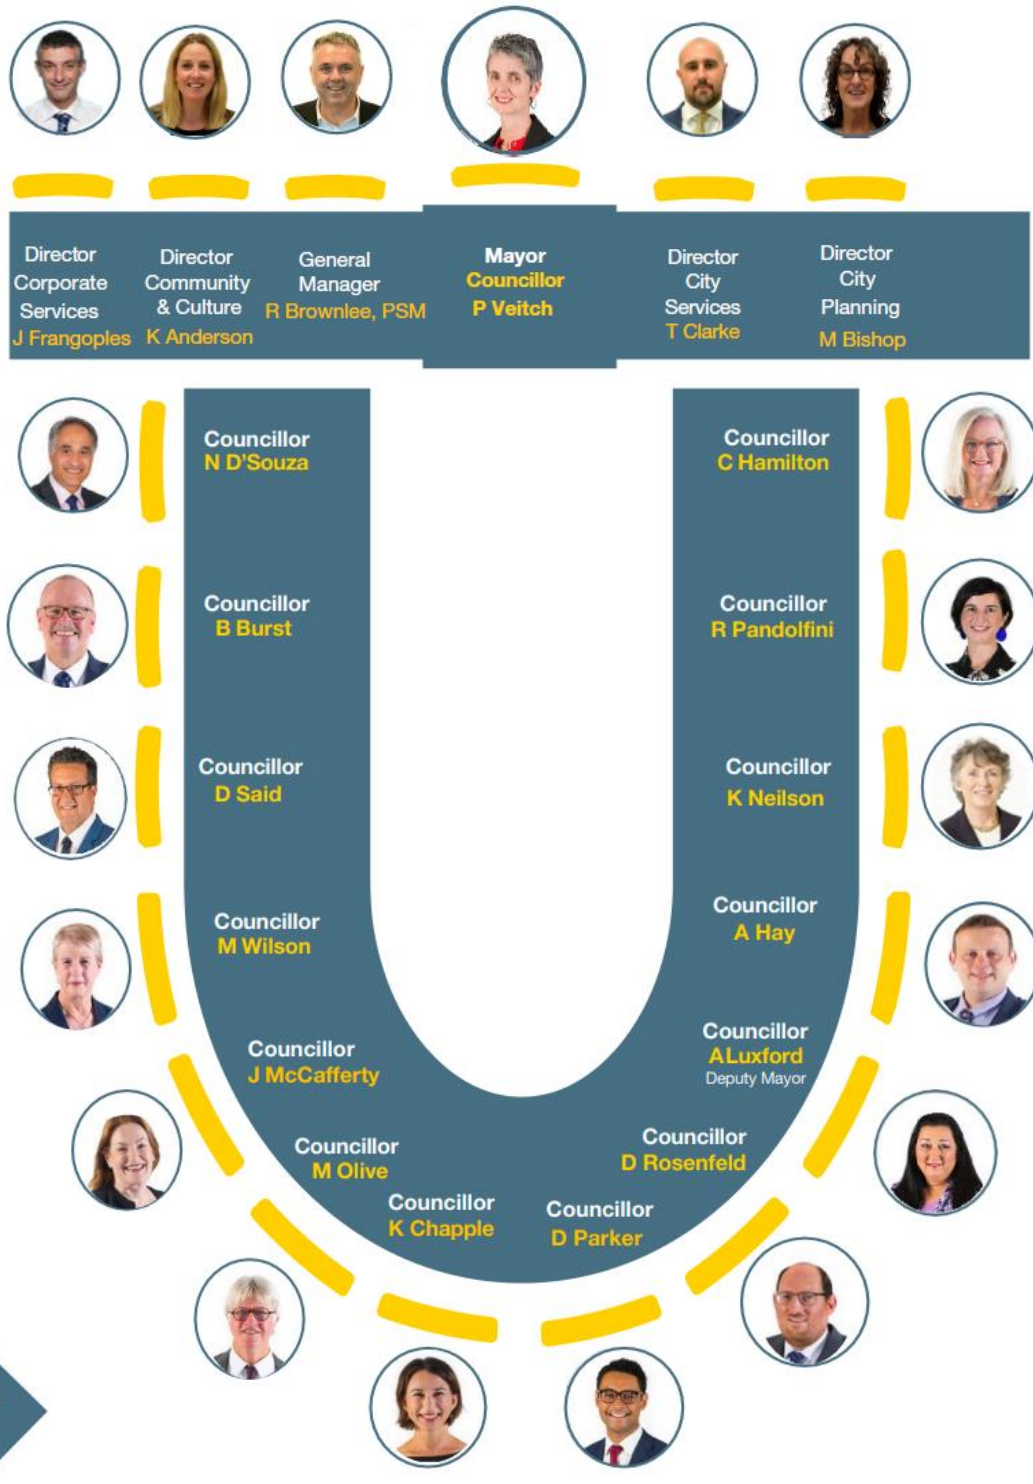 Director
Corporate
Services
J Frangoples
Director
Community
& Culture
K Anderson
General
Manager
R Brownlee, PSM
Mayor
Councillor
P Veitch
Director
City
Services
T Clarke
Director
City
Planning
M Bishop
Councillor
N D'Souza
Councillor
C Hamilton
Councillor
B Burst
Councillor
R Pandolfini
Councillor
D Said
Councillor
K Neilson
Councillor
M Wilson
Councillor
A Hay
Councillor
J McCafferty
Councillor
ALuxford
Deputy Mayor
Councillor
M Olive
Councillor
D Rosenfeld
Councillor
K Chapple
Councillor
D Parker